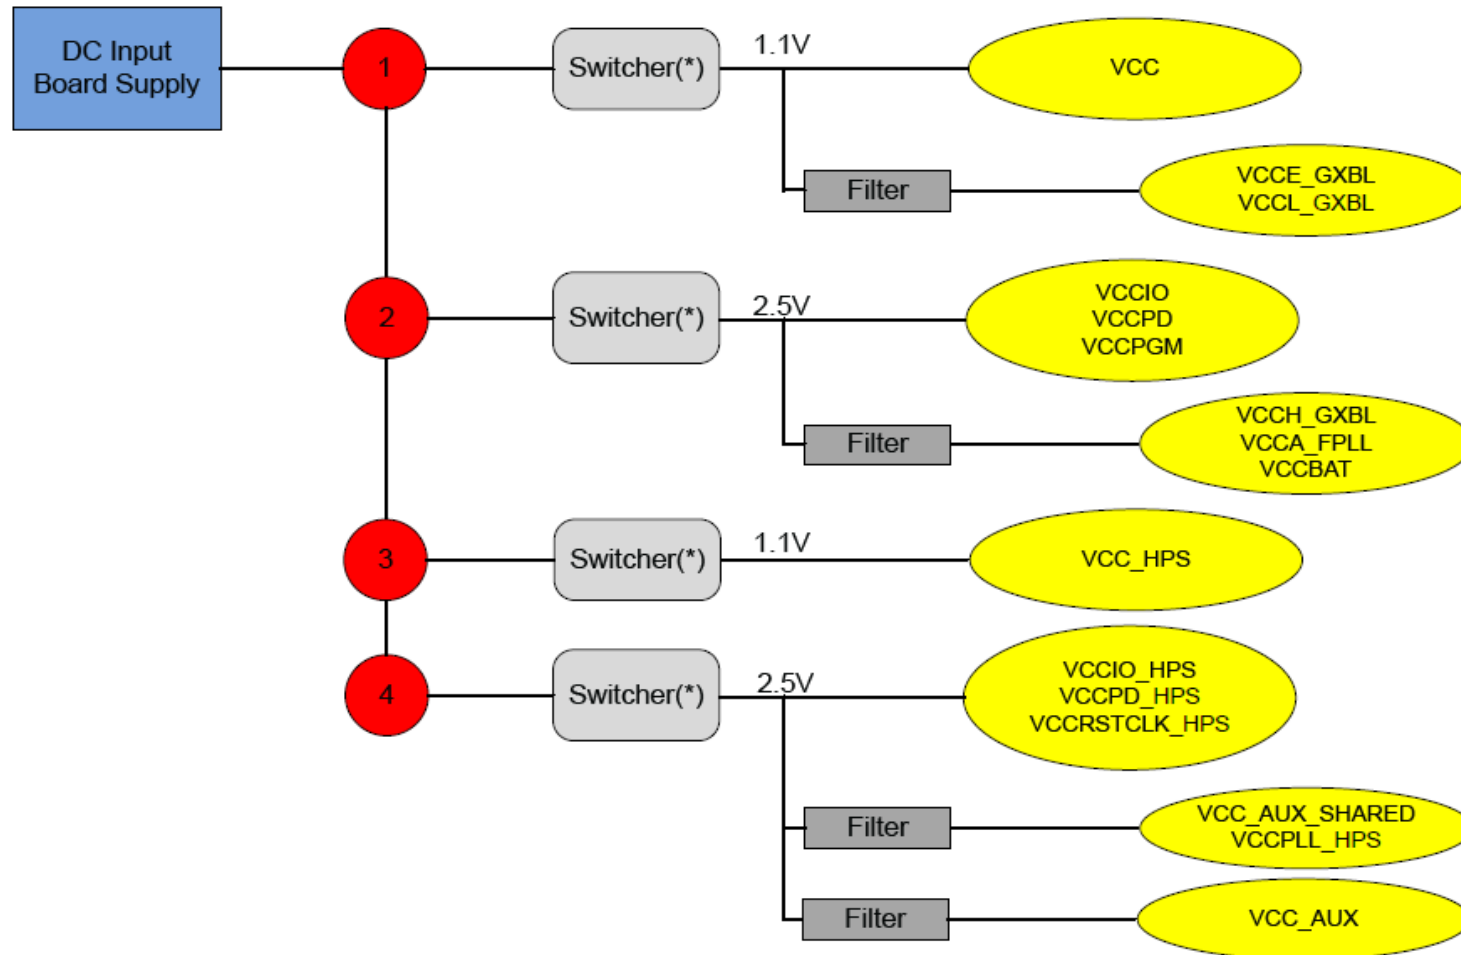 DC Input
Board Supply
1
Switcher(*)
1.1V
VCC
Filter
VCCE_GXBL
VCCL_GXBL
2
Switcher(*)
2.5V
VCCIO
VCCPD
VCCPGM
Filter
VCCH_GXBL
VCCA_FPLL
VCCBAT
3
Switcher(*)
1.1V
VCC_HPS
4
Switcher(*)
2.5V
VCCIO_HPS
VCCPD_HPS
VCCRSTCLK_HPS
Filter
VCC_AUX_SHARED
VCCPLL_HPS
Filter
VCC_AUX